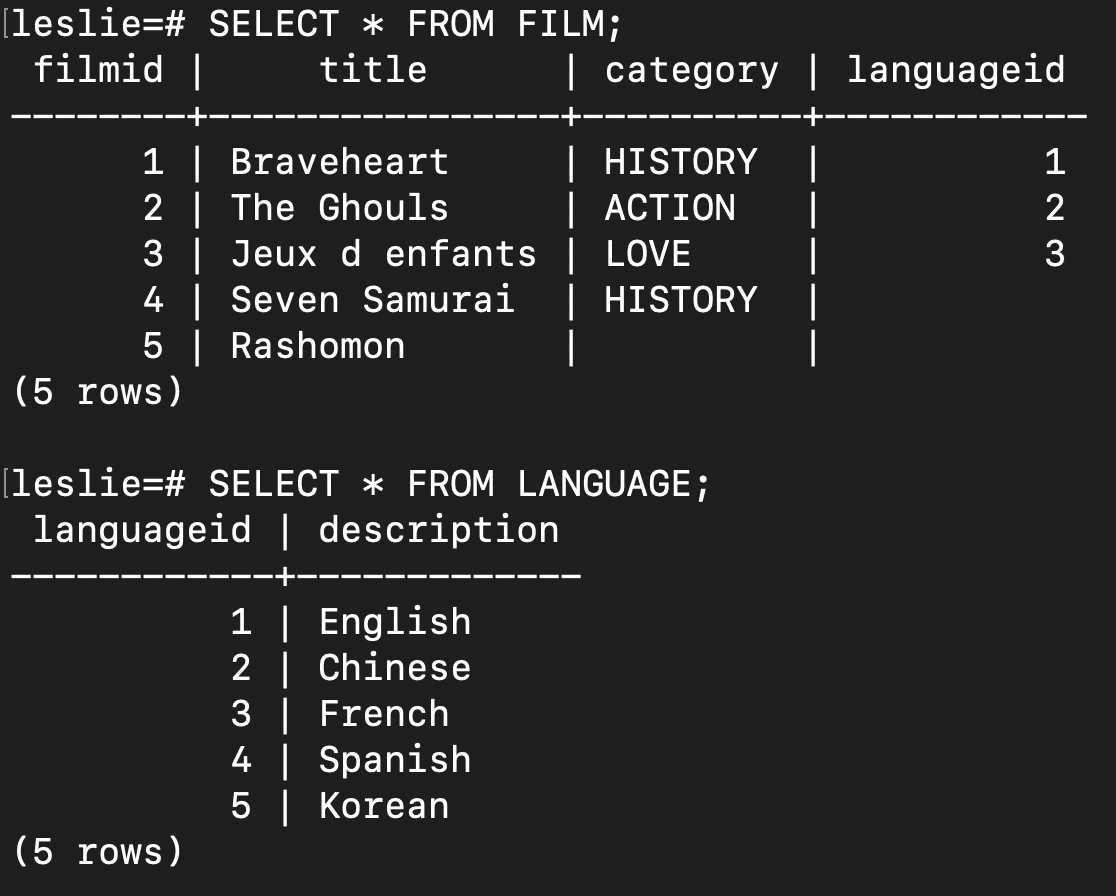 leslie=# SELECT * FROM FILM;
 filmid |     title      | category | languageid
--------+----------------+----------+------------
      1 | Braveheart     | HISTORY  |          1
      2 | The Ghouls     | ACTION   |          2
      3 | Jeux d enfants | LOVE     |          3
      4 | Seven Samurai  | HISTORY  |
      5 | Rashomon       |          |
(5 rows)

leslie=# SELECT * FROM LANGUAGE;
 languageid | description
------------+-------------
          1 | English
          2 | Chinese
          3 | French
          4 | Spanish
          5 | Korean
(5 rows)